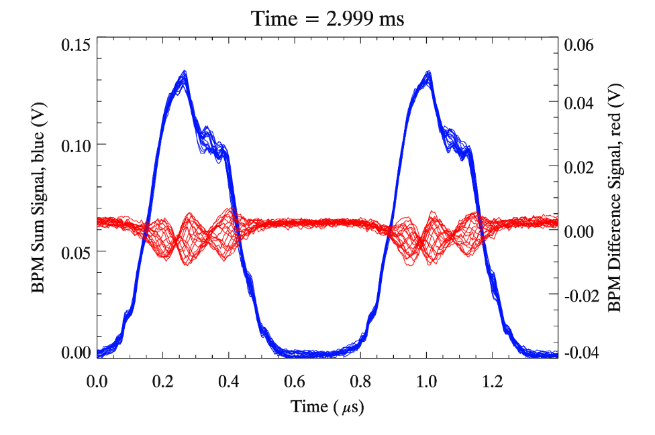 Time = 2.999 ms
0.15
0.10
0.05
0.00
BPM Sum Signal, blue (V)
0.06
0.04
0.02
0.00
-0.02
-0.04
BPM Difference Signal, red (V)
0.0 0.2 0.4 0.6 0.8 1.0 1.2
Time ( μs)